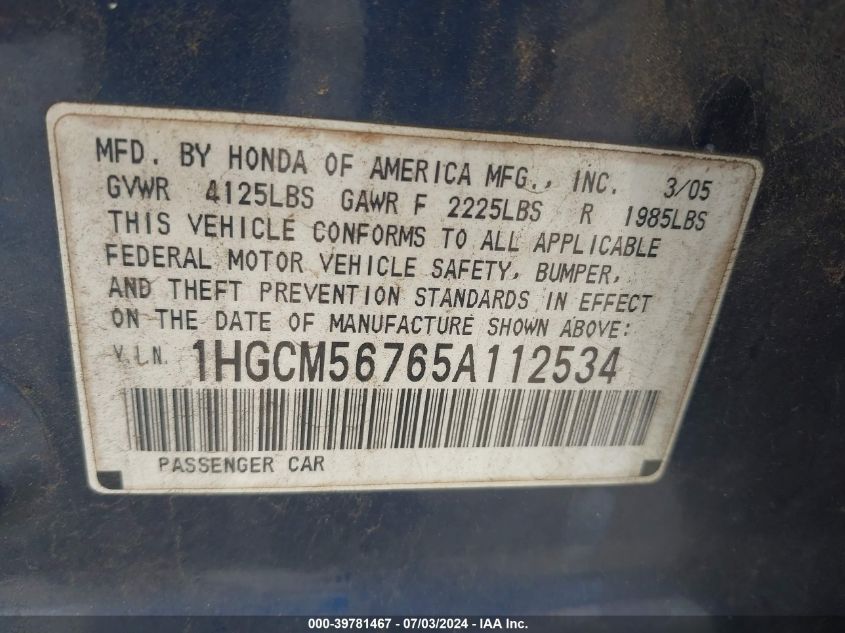 MFD. BY HONDA OF AMERICA MFG., INC. 3/05
GVWR 4125LBS GAWR F 2225LBS R 1985LBS
THIS VEHICLE CONFORMS TO ALL APPLICABLE
FEDERAL MOTOR VEHICLE SAFETY, BUMPER,
AND THEFT PREVENTION STANDARDS IN EFFECT
ON THE DATE OF MANUFACTURE SHOWN ABOVE:
V.I.N. 1HGCM56765A112534
PASSENGER CAR
000-39781467 - 07/03/2024 - IAA Inc.